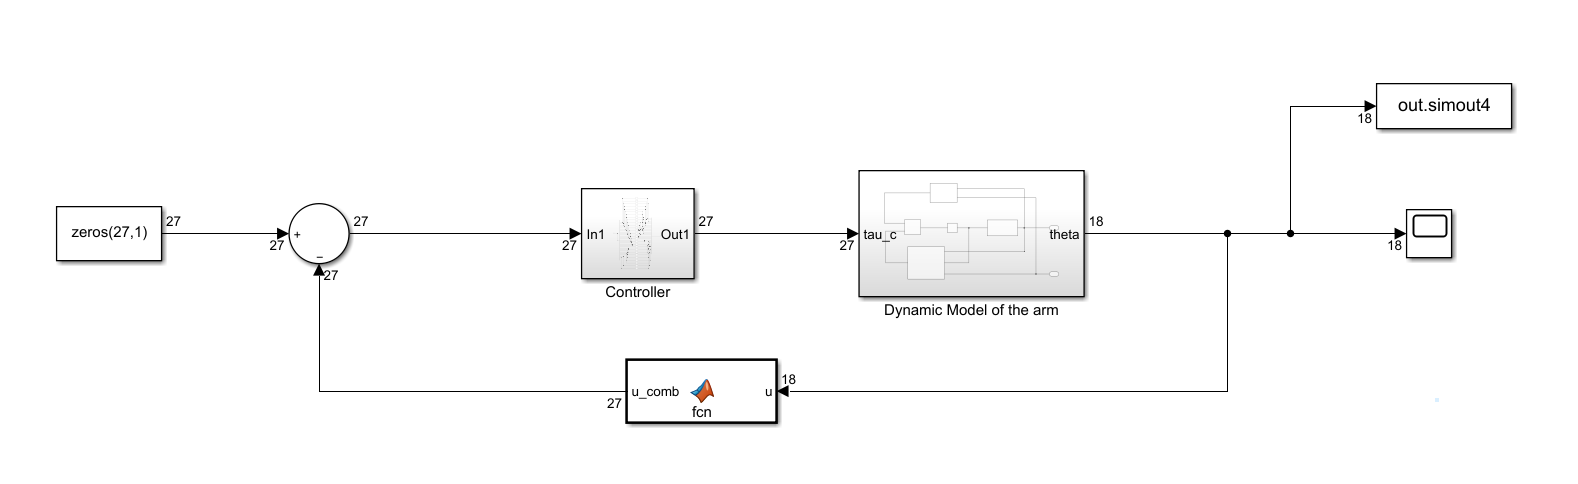 out.simout4
18
zeros(27,1)
27
27
+
−
27
27
27
In1
Out1
Controller
27
27
tau_c
theta
Dynamic Model of the arm
18
18
27
u_comb
fcn
u
18